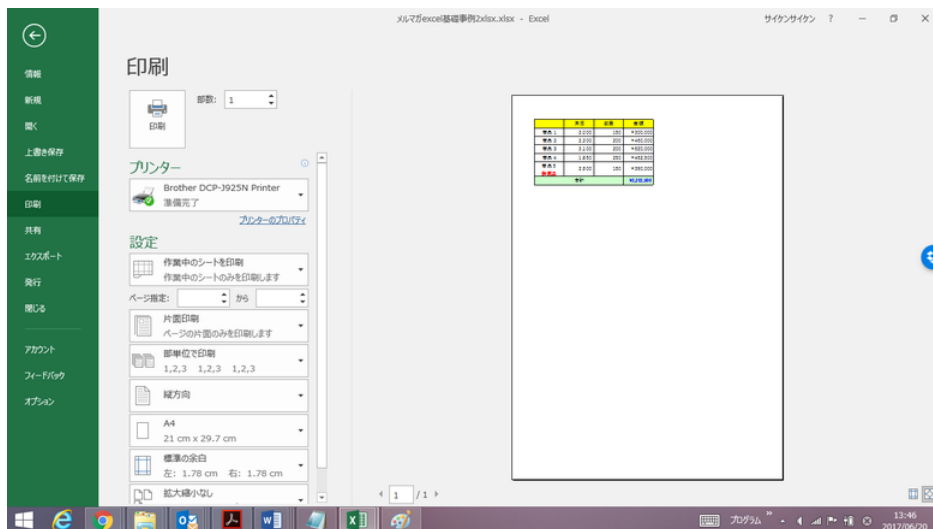 メルマガexcel基礎事例2xlsx.xlsx - Excel
サイケンサイケン ?
情報
新規
開く
上書き保存
名前を付けて保存
印刷
共有
エクスポート
発行
閉じる
アカウント
フィードバック
オプション
印刷
部数: 1
印刷
プリンター
Brother DCP-J925N Printer
準備完了
プリンターのプロパティ
設定
作業中のシートを印刷
作業中のシートのみを印刷します
ページ指定: から
片面印刷
ページの片面のみを印刷します
部単位で印刷
1,2,3 1,2,3 1,2,3
縦方向
A4
21 cm x 29.7 cm
標準の余白
左: 1.78 cm 右: 1.78 cm
拡大縮小なし
合計
1 / 1
プログラム
13:46
2017/06/20